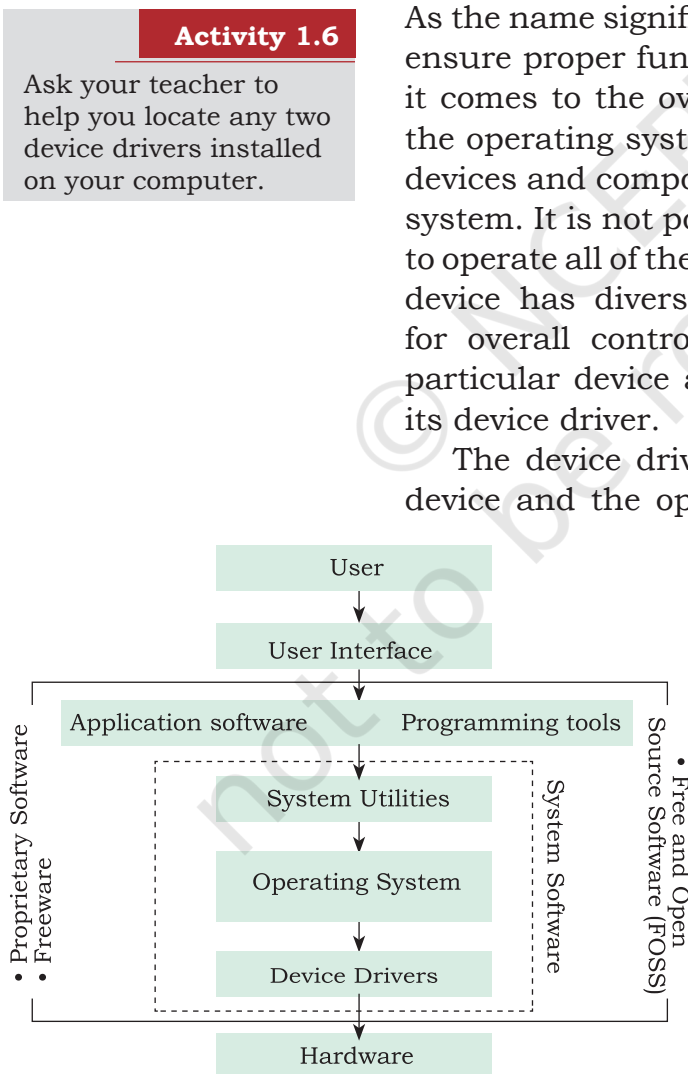 Activity 1.6
Ask your teacher to
help you locate any two
device drivers installed
on your computer.
As the name signif
ensure proper fun
it comes to the ov
the operating syst
devices and compo
system. It is not po
to operate all of the
device has divers
for overall contro
particular device a
its device driver.
The device driv
device and the op
User
User Interface
Application software Programming tools
System Utilities
Operating System
Device Drivers
Hardware
System Software
• Proprietary Software
• Freeware
• Free and Open
Source Software (FOSS)
© NCE
not to be r